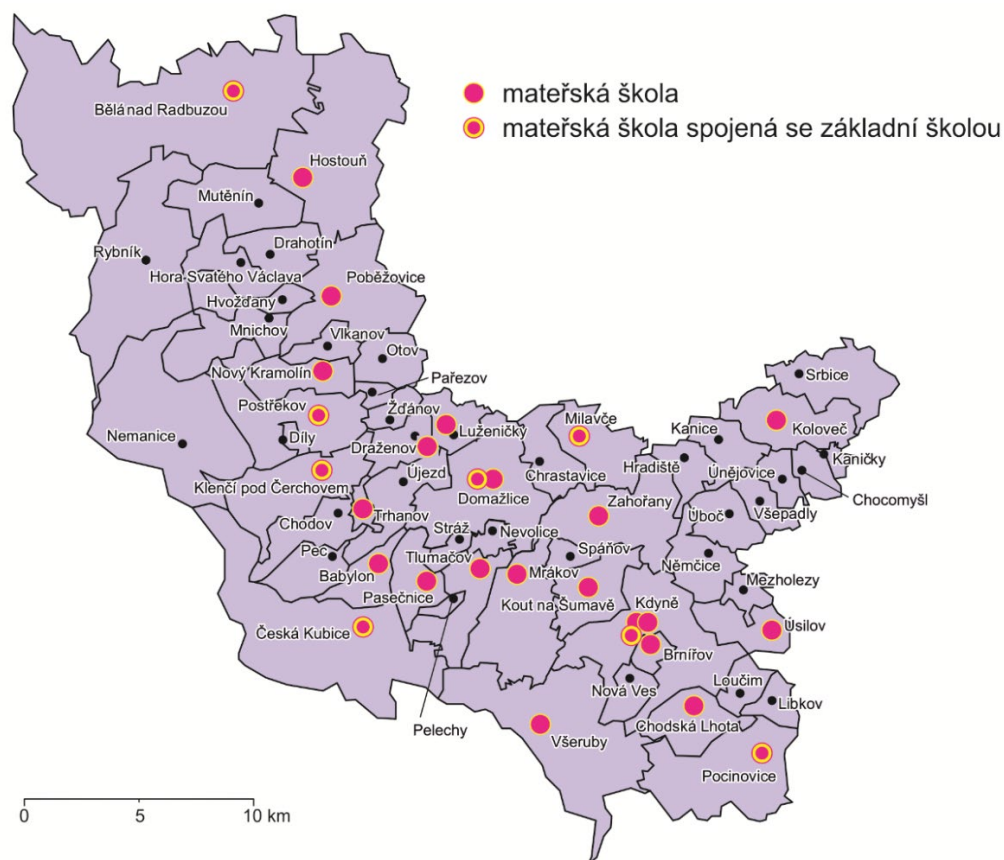 mateřská škola
mateřská škola spojená se základní školou
Bělá nad Radbuzou
Hostouň
Mutěnín
Drahotín
Rybník
Hora Svatého Václava
Poběžovice
Hvožďany
Mnichov
Vlkanov
Otov
Nový Kramolín
Pařezov
Srbice
Postřekov
Žďánov
Milavče
Luženičky
Koloveč
Kanice
Nemanice
Díly
Draženov
Kaničky
Hradiště
Únějovice
Chrastavice
Újezd
Klenčí pod Čerchovem
Domažlice
Zahořany
Chocomyšl
Všepadly
Úboč
Chodov
Trhanov
Stráž
Nevolice
Pec
Tlumačov
Spáňov
Němčice
Babylon
Mrákov
Mezholezy
Pasečnice
Kout na Šumavě
Kdyně
Úsilov
Česká Kubice
Brnířov
Loučim
Nová Ves
Libkov
Pelechy
Všeruby
Chodská Lhota
Pocinovice
0 5 10 km